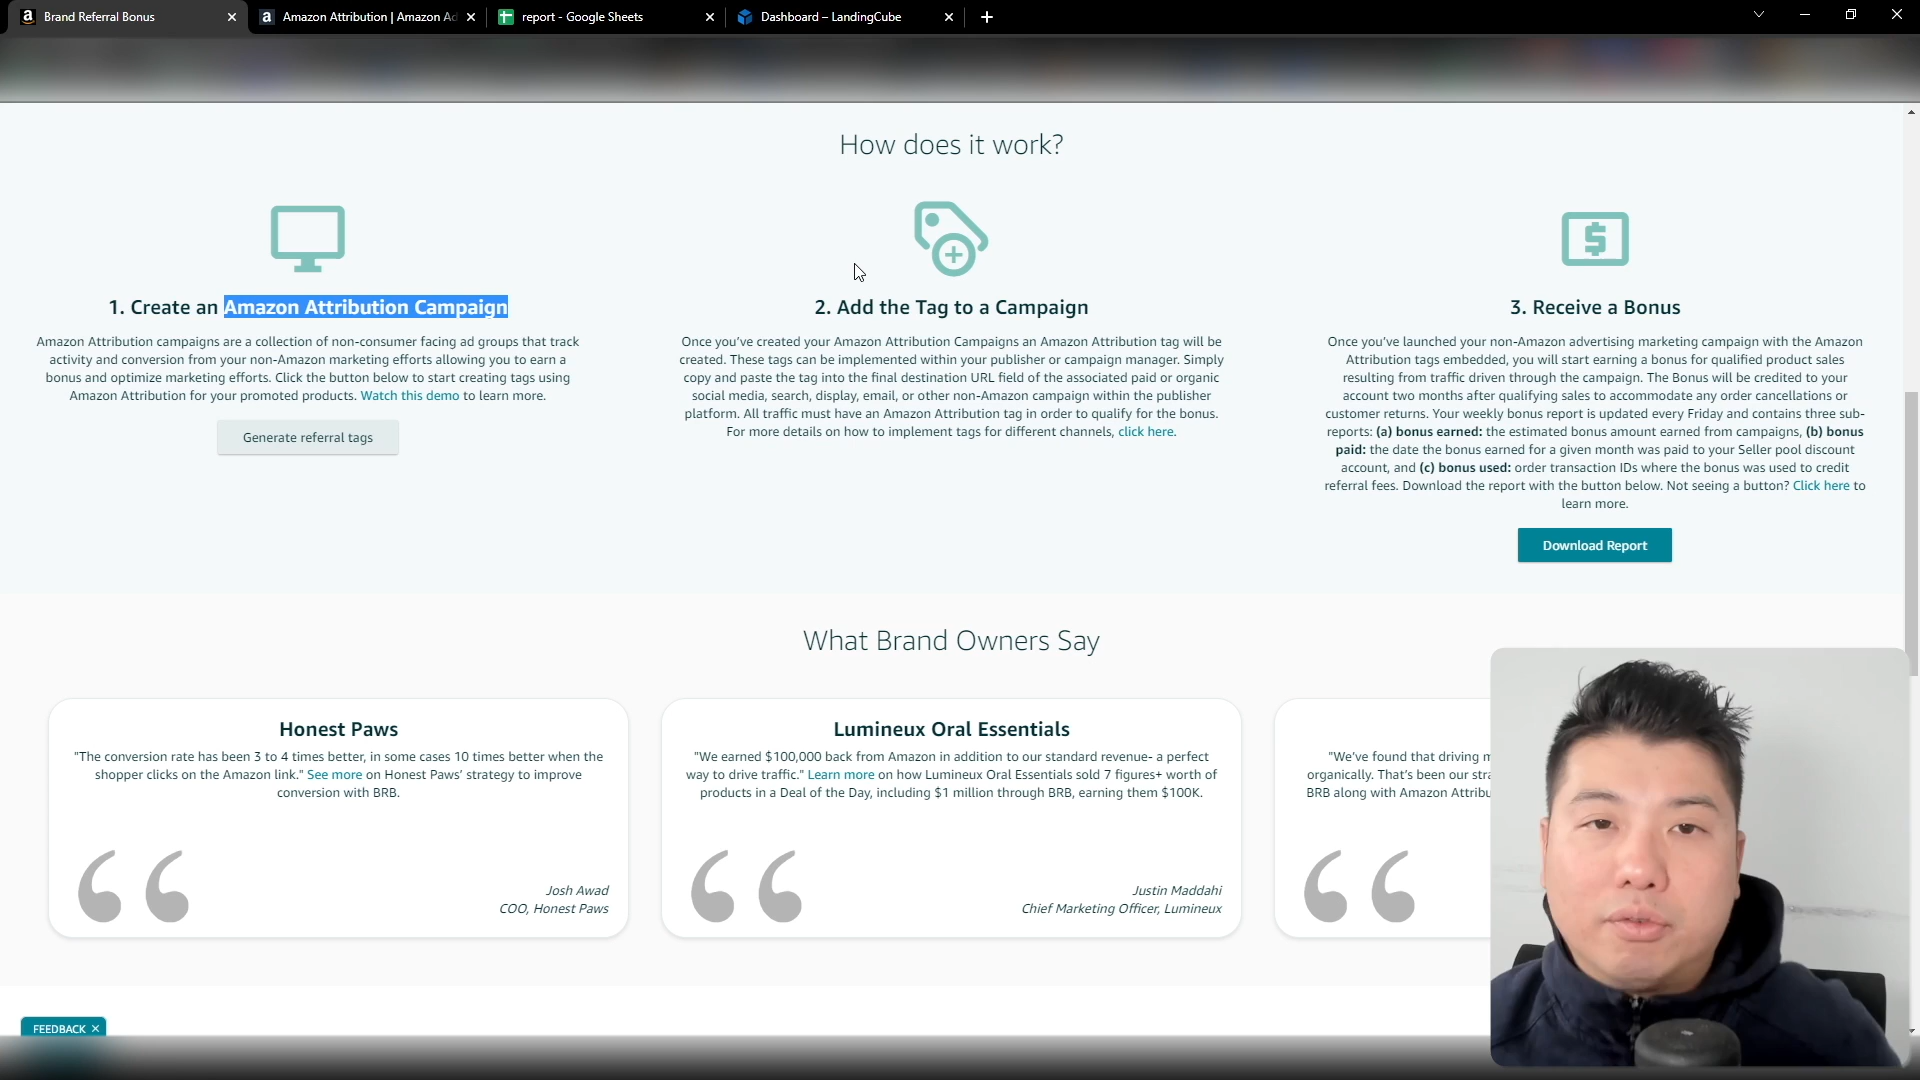 Brand Referral Bonus
Amazon Attribution | Amazon Ad
report - Google Sheets
Dashboard – LandingCube
How does it work?
1. Create an Amazon Attribution Campaign
Amazon Attribution campaigns are a collection of non-consumer facing ad groups that track
activity and conversion from your non-Amazon marketing efforts allowing you to earn a
bonus and optimize marketing efforts. Click the button below to start creating tags using
Amazon Attribution for your promoted products. Watch this demo to learn more.
Generate referral tags
2. Add the Tag to a Campaign
Once you've created your Amazon Attribution Campaigns an Amazon Attribution tag will be
created. These tags can be implemented within your publisher or campaign manager. Simply
copy and paste the tag into the final destination URL field of the associated paid or organic
social media, search, display, email, or other non-Amazon campaign within the publisher
platform. All traffic must have an Amazon Attribution tag in order to qualify for the bonus.
For more details on how to implement tags for different channels, click here.
3. Receive a Bonus
Once you've launched your non-Amazon advertising marketing campaign with the Amazon
Attribution tags embedded, you will start earning a bonus for qualified product sales
resulting from traffic driven through the campaign. The Bonus will be credited to your
account two months after qualifying sales to accommodate any order cancellations or
customer returns. Your weekly bonus report is updated every Friday and contains three sub-
reports: (a) bonus earned: the estimated bonus amount earned from campaigns, (b) bonus
paid: the date the bonus earned for a given month was paid to your Seller pool discount
account, and (c) bonus used: order transaction IDs where the bonus was used to credit
referral fees. Download the report with the button below. Not seeing a button? Click here to
learn more.
Download Report
What Brand Owners Say
Honest Paws
"The conversion rate has been 3 to 4 times better, in some cases 10 times better when the
shopper clicks on the Amazon link." See more on Honest Paws' strategy to improve
conversion with BRB.
Josh Awad
COO, Honest Paws
Lumineux Oral Essentials
"We earned $100,000 back from Amazon in addition to our standard revenue- a perfect
way to drive traffic." Learn more on how Lumineux Oral Essentials sold 7 figures+ worth of
products in a Deal of the Day, including $1 million through BRB, earning them $100K.
Justin Maddahi
Chief Marketing Officer, Lumineux
"We've found that driving
organically. That's been our
BRB along with Amazon
FEEDBACK